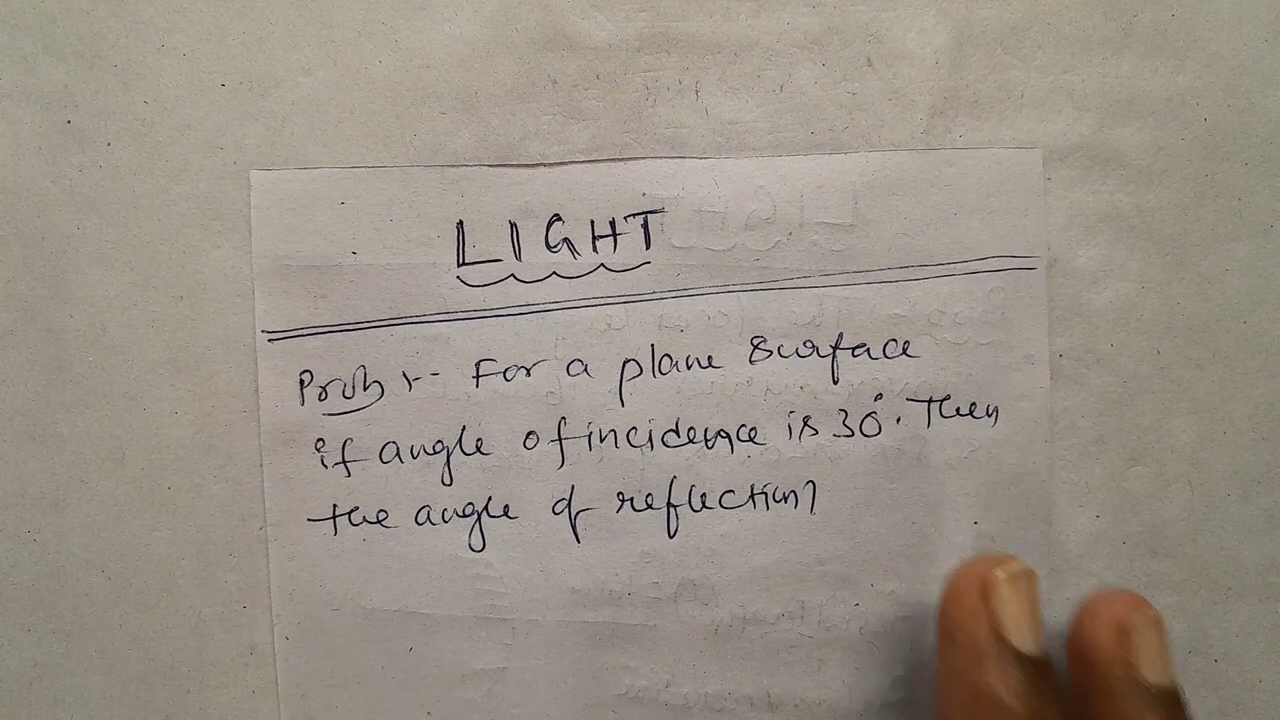 LIGHT
Prob :- For a plane surface
if angle of incidence is 30°. Then
the angle of reflection